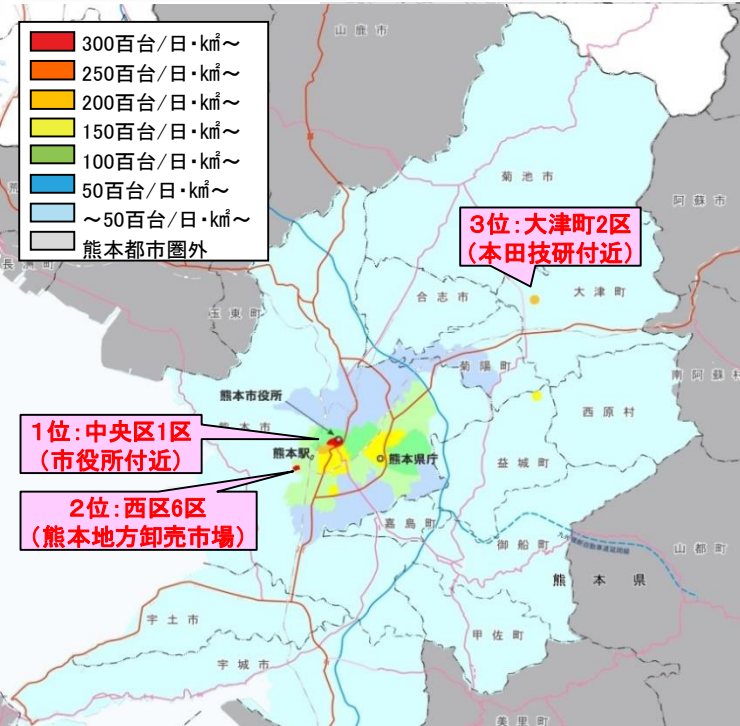 300百台/日・k㎡～
250百台/日・k㎡～
200百台/日・k㎡～
150百台/日・k㎡～
100百台/日・k㎡～
50百台/日・k㎡～
～50百台/日・k㎡～
熊本都市圏外
山鹿市
菊池市
阿蘇市
3位:大津町2区
(本田技研付近)
合志市
大津町
長洲町
玉東町
菊陽町
南阿蘇村
熊本市役所
西原村
1位:中央区1区
(市役所付近)
熊本市
熊本駅
熊本県庁
益城町
2位:西区6区
(熊本地方卸売市場)
嘉島町
御船町
山都町
熊本県
宇土市
甲佐町
宇城市
美里町